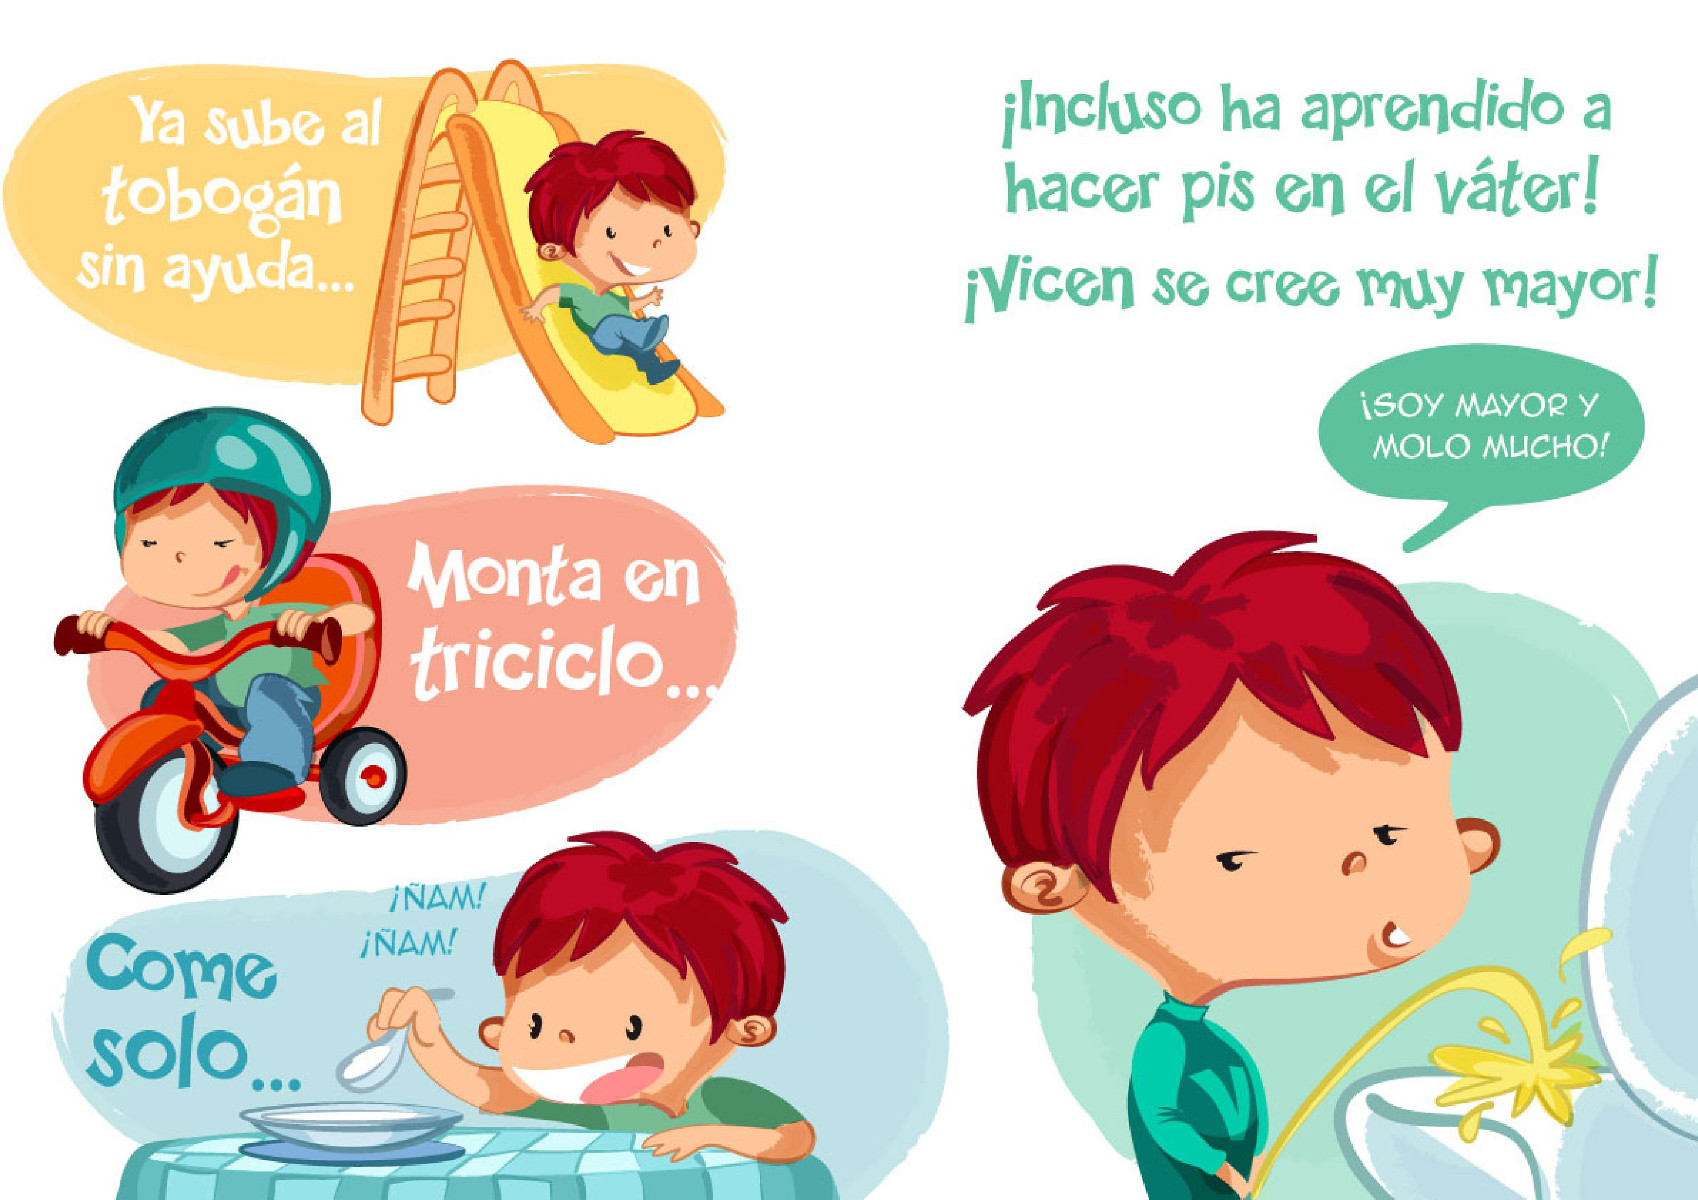 Ya sube al
tobogán
sin ayuda...
Monta en
triciclo...
¡ÑAM!
¡ÑAM!
Come
solo...
¡Incluso ha aprendido a
hacer pis en el váter!
¡Vicen se cree muy mayor!
¡SOY MAYOR Y
MOLO MUCHO!